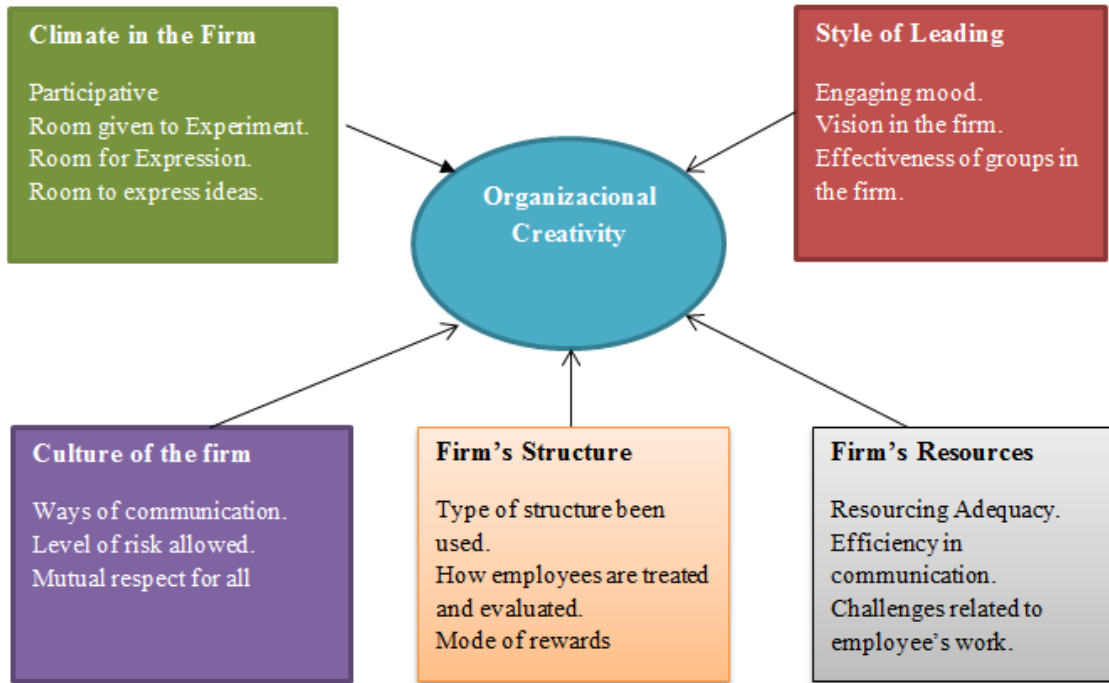 Climate in the Firm
Participative
Room given to Experiment.
Room for Expression.
Room to express ideas.
Style of Leading
Engaging mood.
Vision in the firm.
Effectiveness of groups in
the firm.
Organizacional
Creativity
Culture of the firm
Ways of communication.
Level of risk allowed.
Mutual respect for all
Firm's Structure
Type of structure been
used.
How employees are treated
and evaluated.
Mode of rewards
Firm's Resources
Resourcing Adequacy.
Efficiency in
communication.
Challenges related to
employee's work.